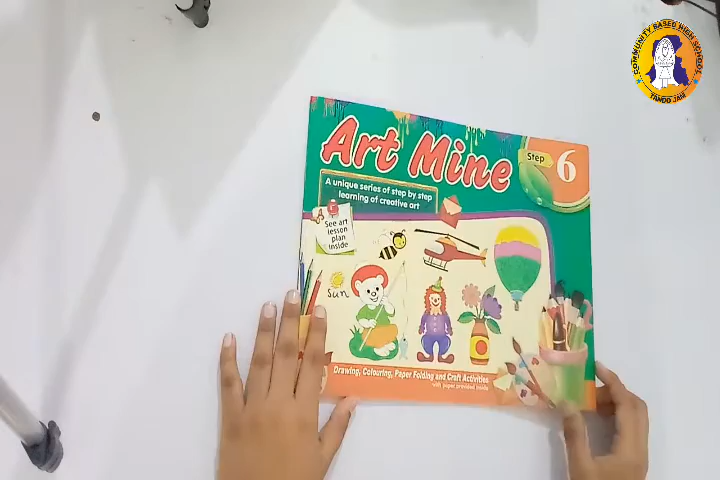 COMMUNITY BASED HIGH SCHOOL
TANDO JAM
Art Mine
Step 6
A unique series of step by step
learning of creative art
See art
lesson
plan
inside
Sun
Drawing, Colouring, Paper Folding and Craft Activities
with paper provided inside